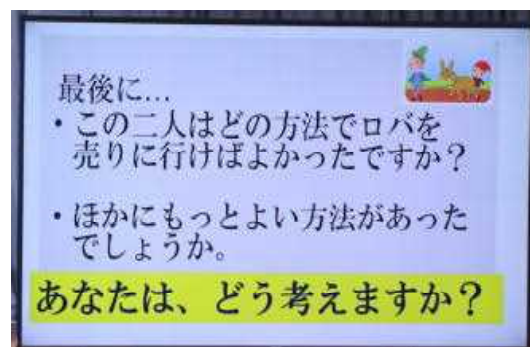 最後に...
・この二人はどの方法でロバを
売りに行けばよかったですか？
・ほかにもっとよい方法があった
でしょうか。
あなたは、どう考えますか？